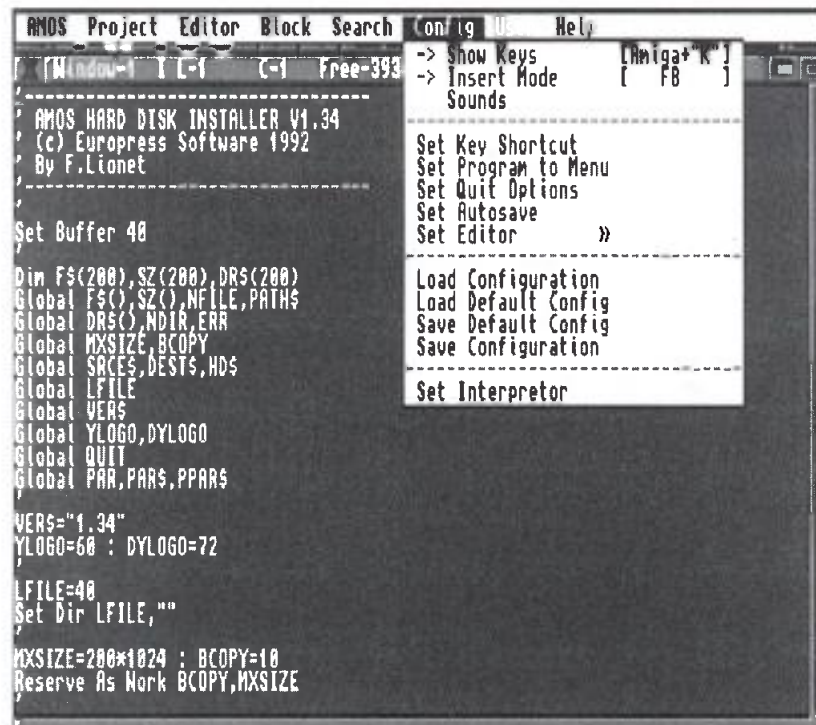 AMOS Project Editor Block Search Config Help
Window-1 I L-1 C-1 Free-393
-> Show Keys [Amiga+"K"]
-> Insert Mode [ F8 ]
Sounds
Set Key Shortcut
Set Program to Menu
Set Quit Options
Set Autosave
Set Editor »
Load Configuration
Load Default Config
Save Default Config
Save Configuration
Set Interpretor
'------------------------------------
' AMOS HARD DISK INSTALLER V1.34
' (c) Europress Software 1992
' By F.Lionet
'------------------------------------
'
Set Buffer 40
'
Dim F$(200),SZ(200),DR$(200)
Global F$(),SZ(),NFILE,PATH$
Global DR$(),NDIR,ERR
Global MXSIZE,BCOPY
Global SRCE$,DEST$,HD$
Global LFILE
Global VER$
Global YLOGO,DYLOGO
Global QUIT
Global PAR,PAR$,PPAR$
'
VER$="1.34"
YLOGO=60 : DYLOGO=72
'
LFILE=40
Set Dir LFILE,""
'
MXSIZE=200*1024 : BCOPY=10
Reserve As Work BCOPY,MXSIZE
'